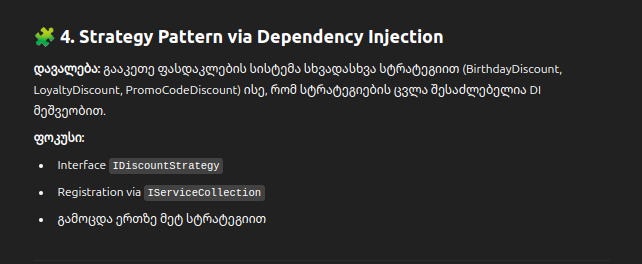 🧩 4. Strategy Pattern via Dependency Injection
დავალება: გააკეთე ფასდაკლების სისტემა სხვადასხვა სტრატეგიით (BirthdayDiscount,
LoyaltyDiscount, PromoCodeDiscount) ისე, რომ სტრატეგიების ცვლა შესაძლებელია DI
მეშვეობით.
ფოკუსი:
• Interface IDiscountStrategy
• Registration via IServiceCollection
• გამოცდა ერთზე მეტ სტრატეგიით